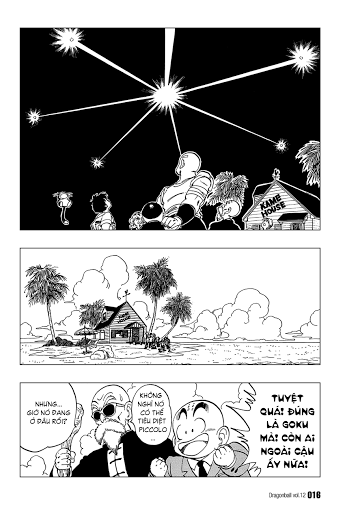 KAME
HOUSE
TUYỆT
QUÁ! ĐÚNG
LÀ GOKU
MÀ! CÒN AI
NGOÀI CẬU
ẤY NỮA!
KHÔNG
NGHĨ NÓ
CÓ THỂ
TIÊU DIỆT
PICCOLO
...
NHƯNG...
GIỜ NÓ ĐANG
Ở ĐÂU RỒI?
Dragonball vol.12 016